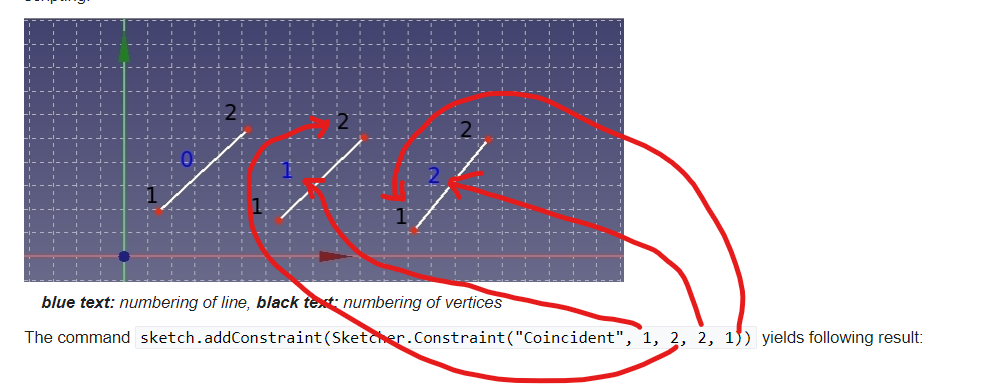 2 2 2
0 1 2
1 1 1
blue text: numbering of line, black text: numbering of vertices
The command sketch.addConstraint(Sketcher.Constraint("Coincident", 1, 2, 2, 1)) yields following result: